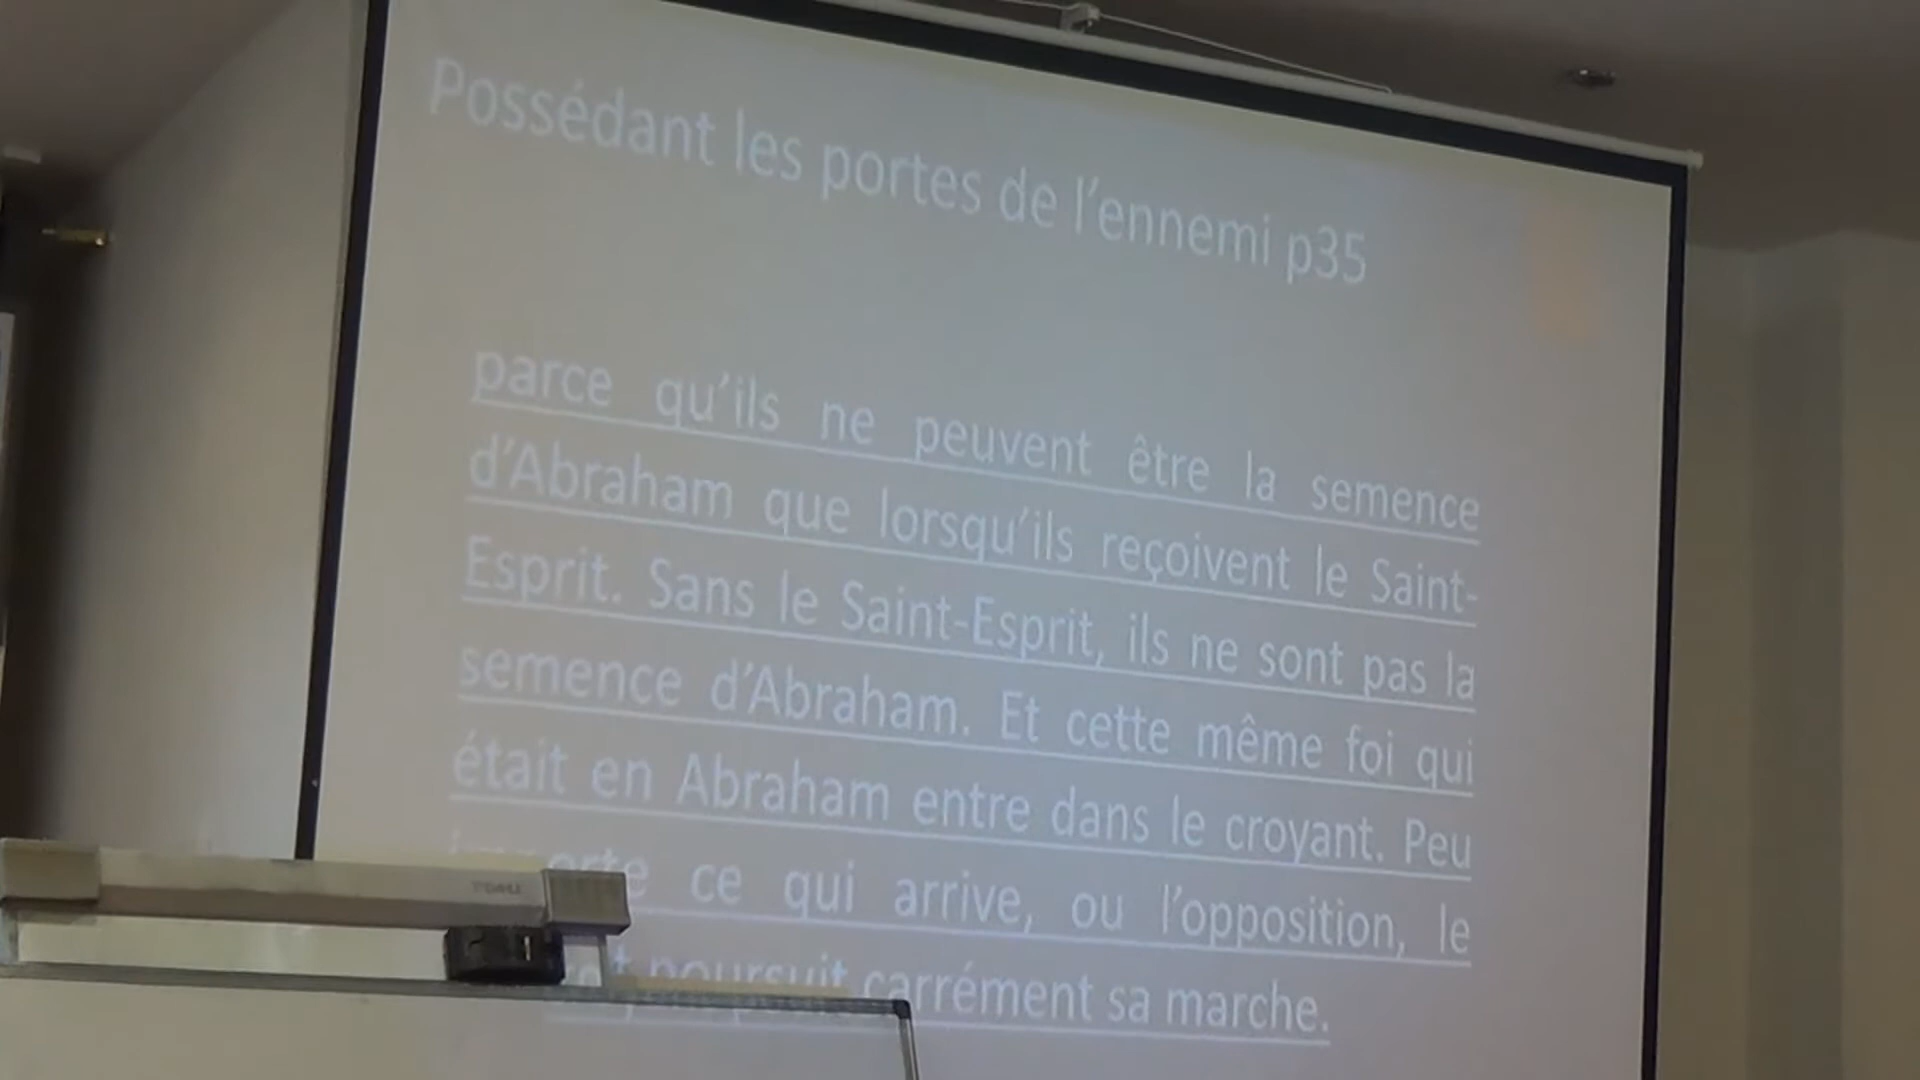 Possédant les portes de l'ennemi p35
parce qu'ils ne peuvent être la semence
d'Abraham que lorsqu'ils reçoivent le Saint-
Esprit. Sans le Saint-Esprit, ils ne sont pas la
semence d'Abraham. Et cette même foi qui
était en Abraham entre dans le croyant. Peu
importe ce qui arrive, ou l'opposition, le
poursuit carrément sa marche.